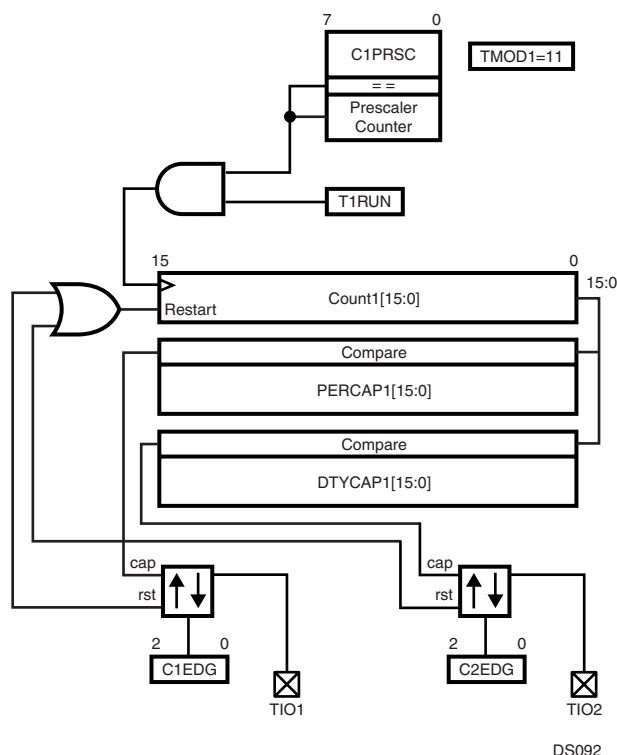 7 0
C1PRSC
TMOD1=11
= =
Prescaler
Counter
T1RUN
15 0
15:0
Count1[15:0]
Restart
Compare
PERCAP1[15:0]
Compare
DTYCAP1[15:0]
cap cap
rst rst
2 0 2 0
C1EDG C2EDG
TIO1 TIO2
DS092